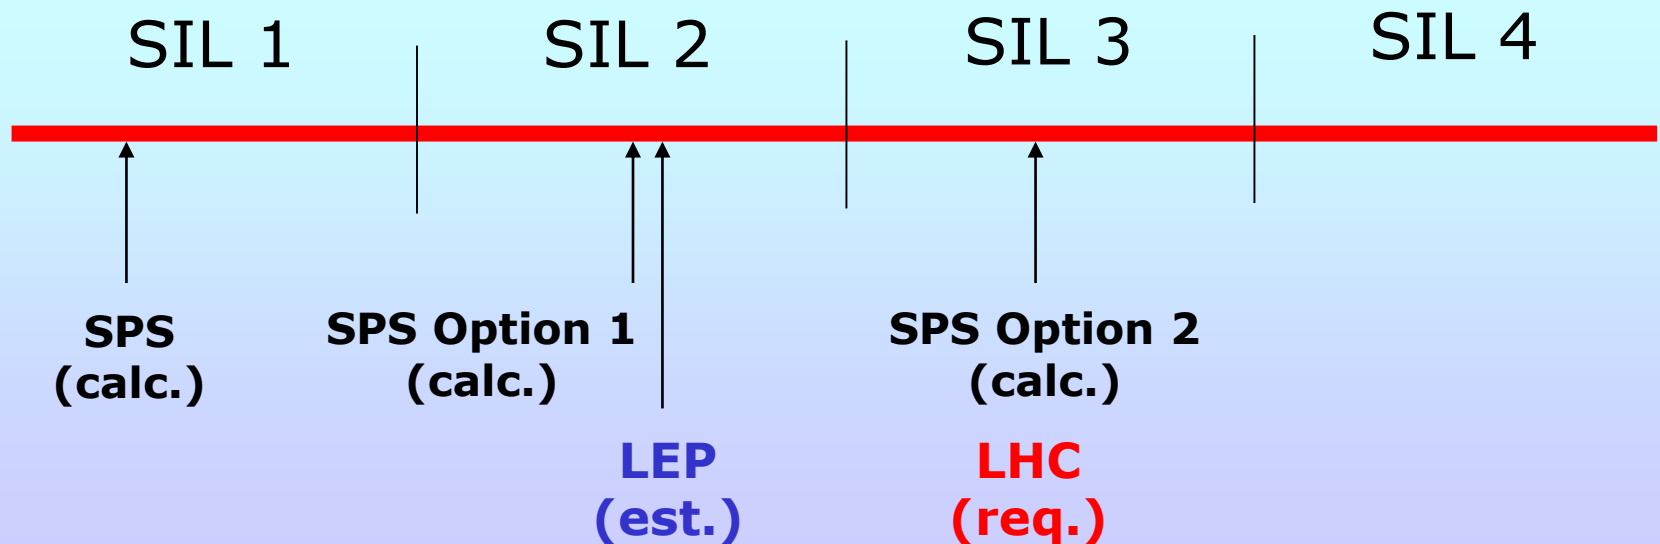 SIL 1
SIL 2
SIL 3
SIL 4
SPS
(calc.)
SPS Option 1
(calc.)
SPS Option 2
(calc.)
LEP
(est.)
LHC
(req.)